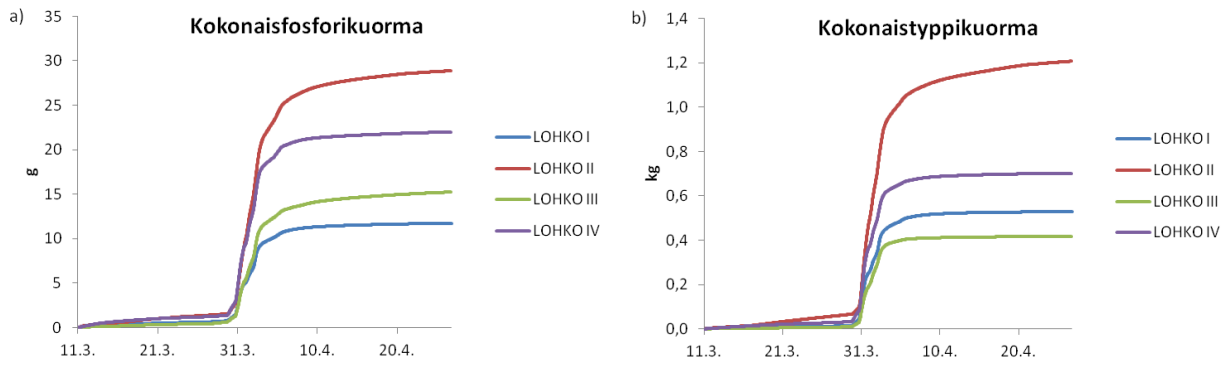 a)
Kokonaisfosforikuorma
35
30
25
20
15
10
5
0
g
11.3. 21.3. 31.3. 10.4. 20.4.
LOHKO I
LOHKO II
LOHKO III
LOHKO IV
b)
Kokonaistyppikuorma
1,4
1,2
1,0
0,8
0,6
0,4
0,2
0,0
kg
11.3. 21.3. 31.3. 10.4. 20.4.
LOHKO I
LOHKO II
LOHKO III
LOHKO IV